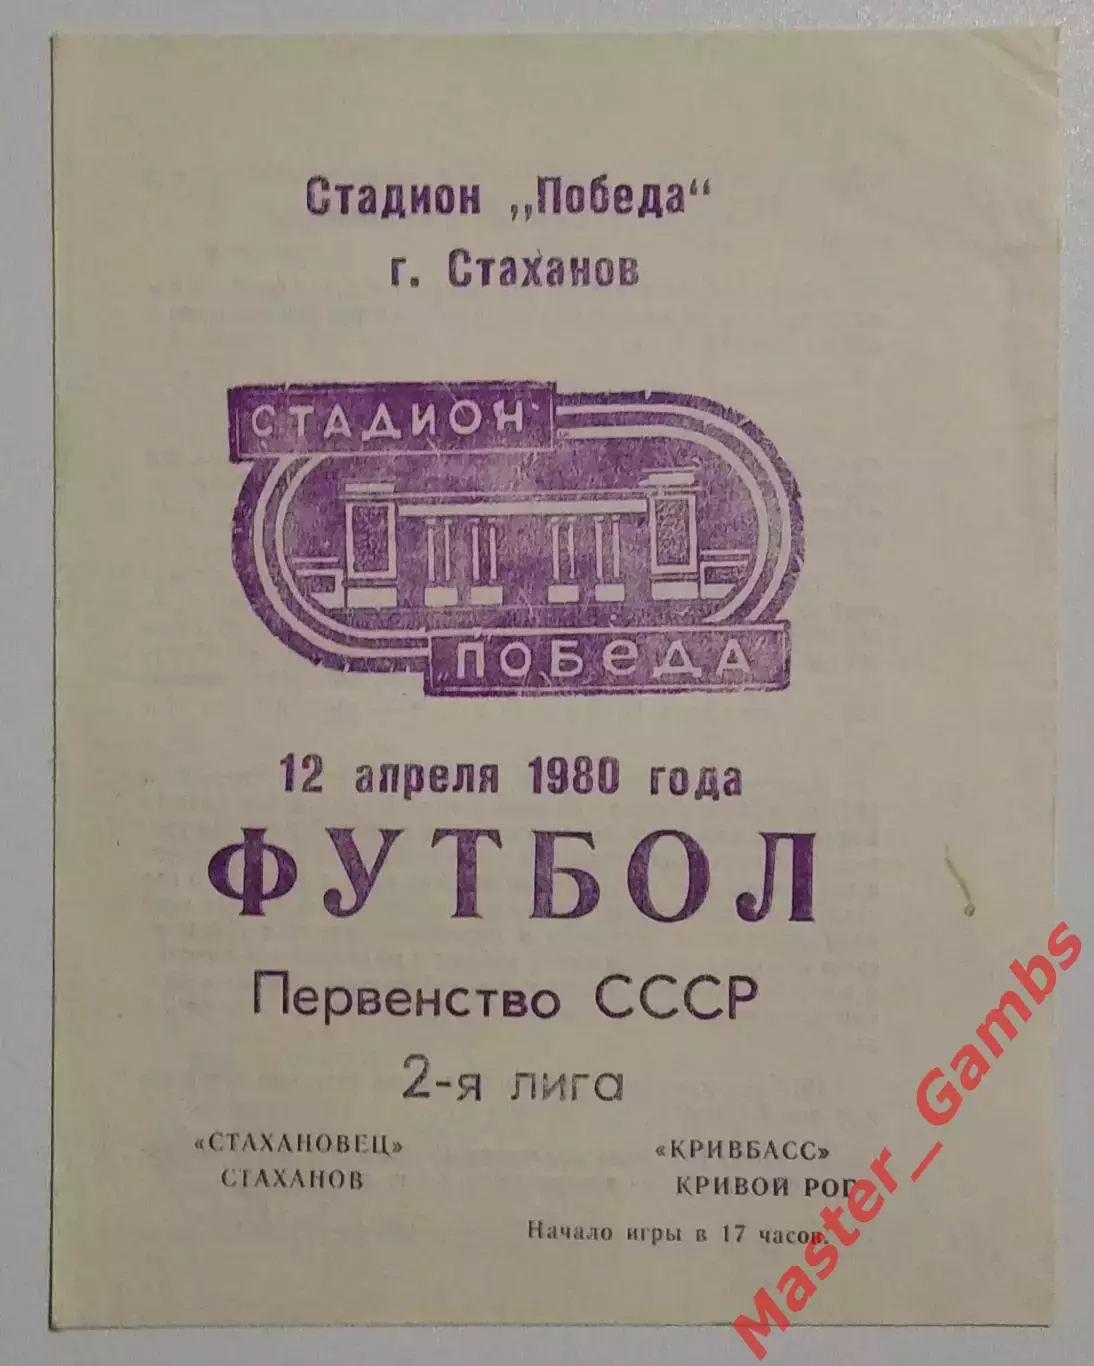 Стадион „Победа“
г. Стаханов
СТАДИОН
ПОБЕДА
12 апреля 1980 года
ФУТБОЛ
Первенство СССР
2-я лига
«СТАХАНОВЕЦ»
СТАХАНОВ
«КРИВБАСС»
КРИВОЙ РОГ
Начало игры в 17 часов.
Master_Gambs